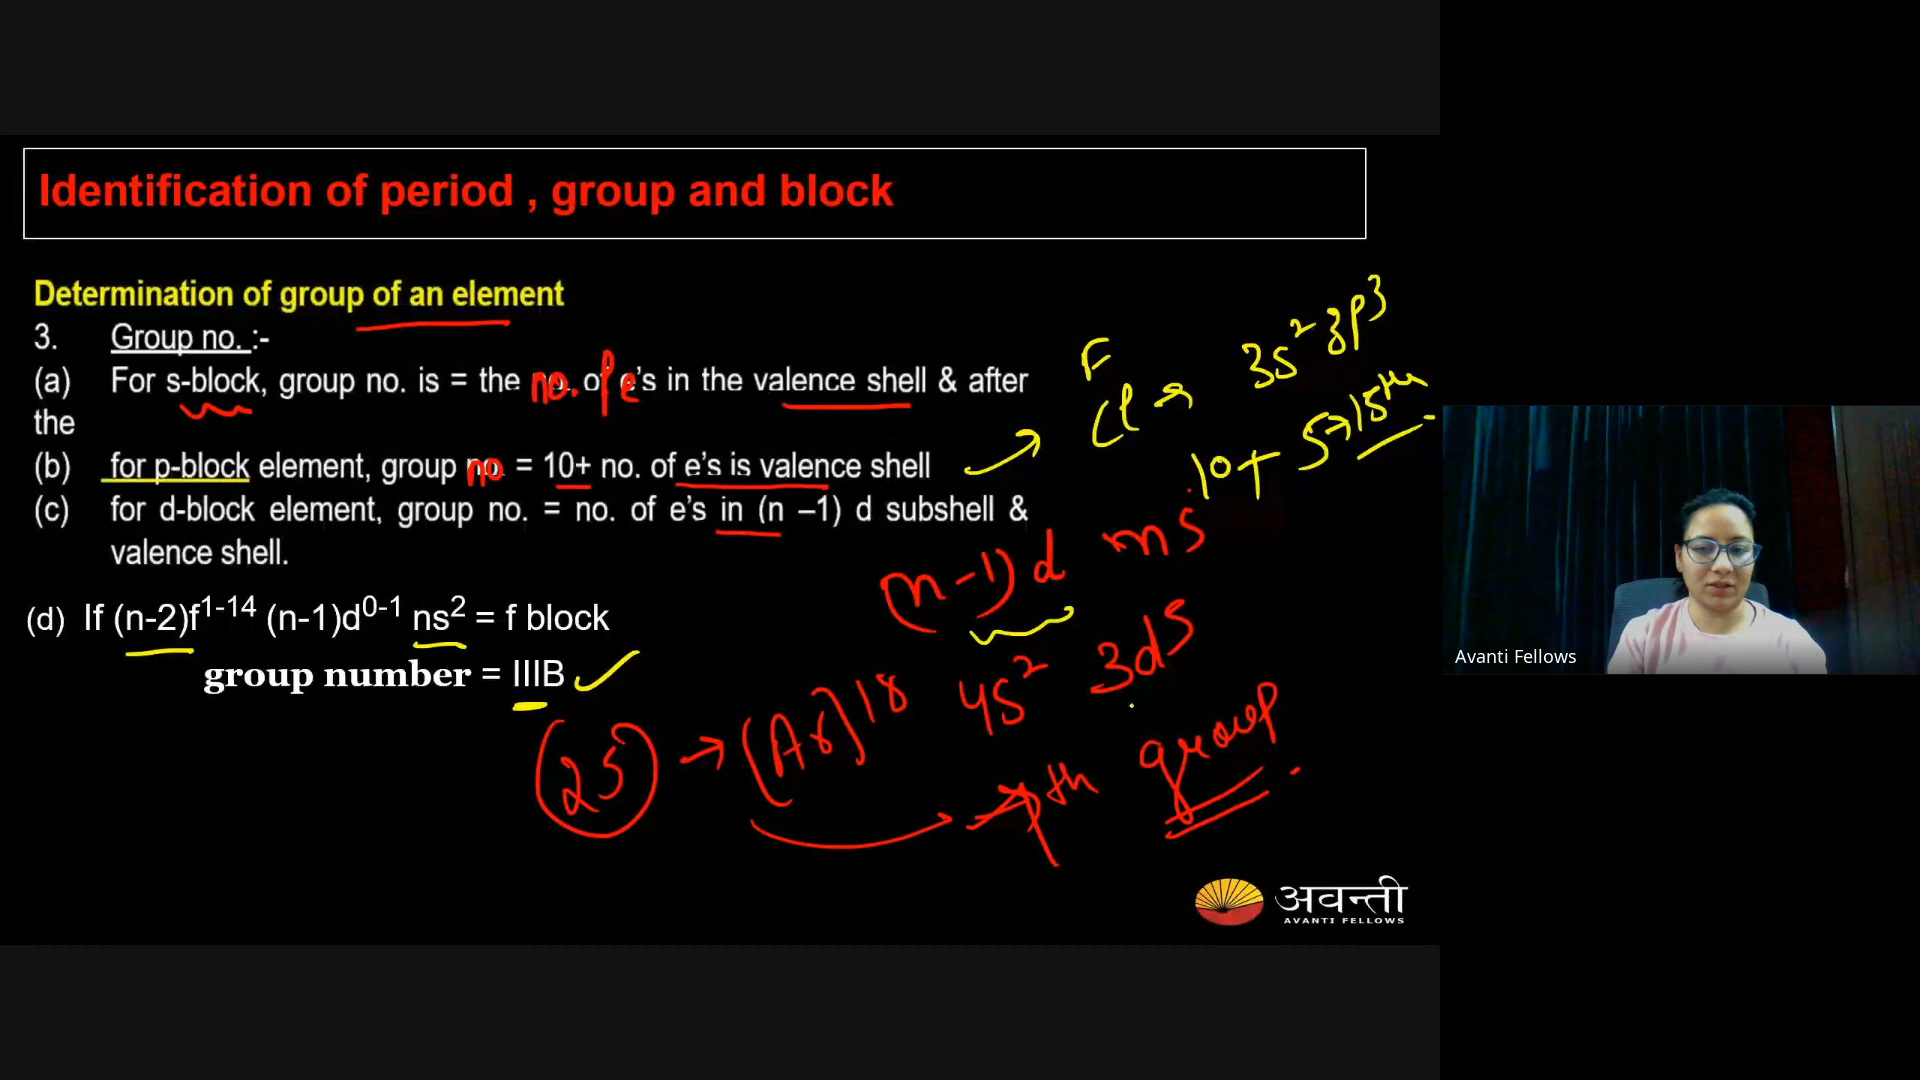 Identification of period , group and block
Determination of group of an element
3. Group no. :-
(a) For s-block, group no. is = the no. of e's in the valence shell & after
the
(b) for p-block element, group no. = 10+ no. of e's is valence shell
(c) for d-block element, group no. = no. of e's in (n –1) d subshell &
valence shell.
(d) If (n-2)f1-14 (n-1)d0-1 ns2 = f block
group number = IIIB
F
Cl → 3s2 3p3
10+ 5 → 15th
(n-1) d ns
25 → [Ar]18 4s2 3d5
→ 7th group
Avanti Fellows
अवन्ती
AVANTI FELLOWS